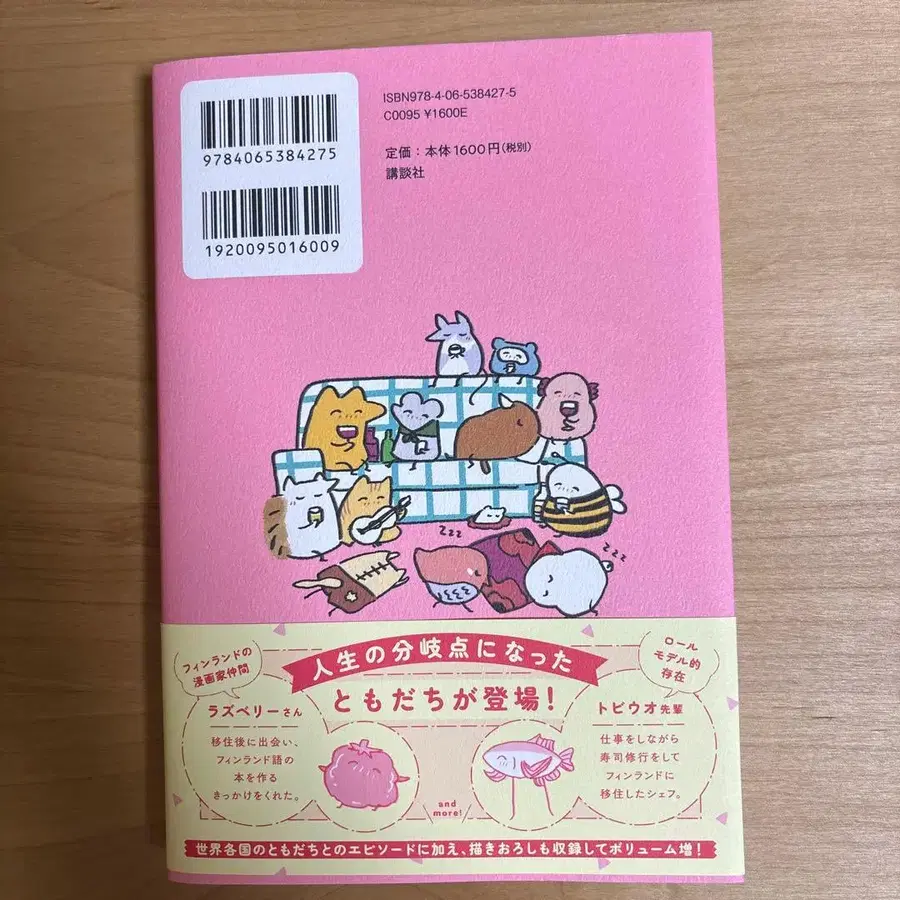 ISBN978-4-06-538427-5
C0095 ¥1600E
9784065384275
定価：本体1600円(税別)
講談社
1920095016009
zzz
zzz
人生の分岐点になった
ともだちが登場！
フィンランドの
漫画家仲間
ラズベリーさん
移住後に出会い、
フィンランド語の
本を作る
きっかけをくれた。
ロール
モデル的
存在
トビウオ先輩
仕事をしながら
寿司修行をして
フィンランドに
移住したシェフ。
and
more!
世界各国のともだちとのエピソードに加え、描きおろしも収録してボリューム増！